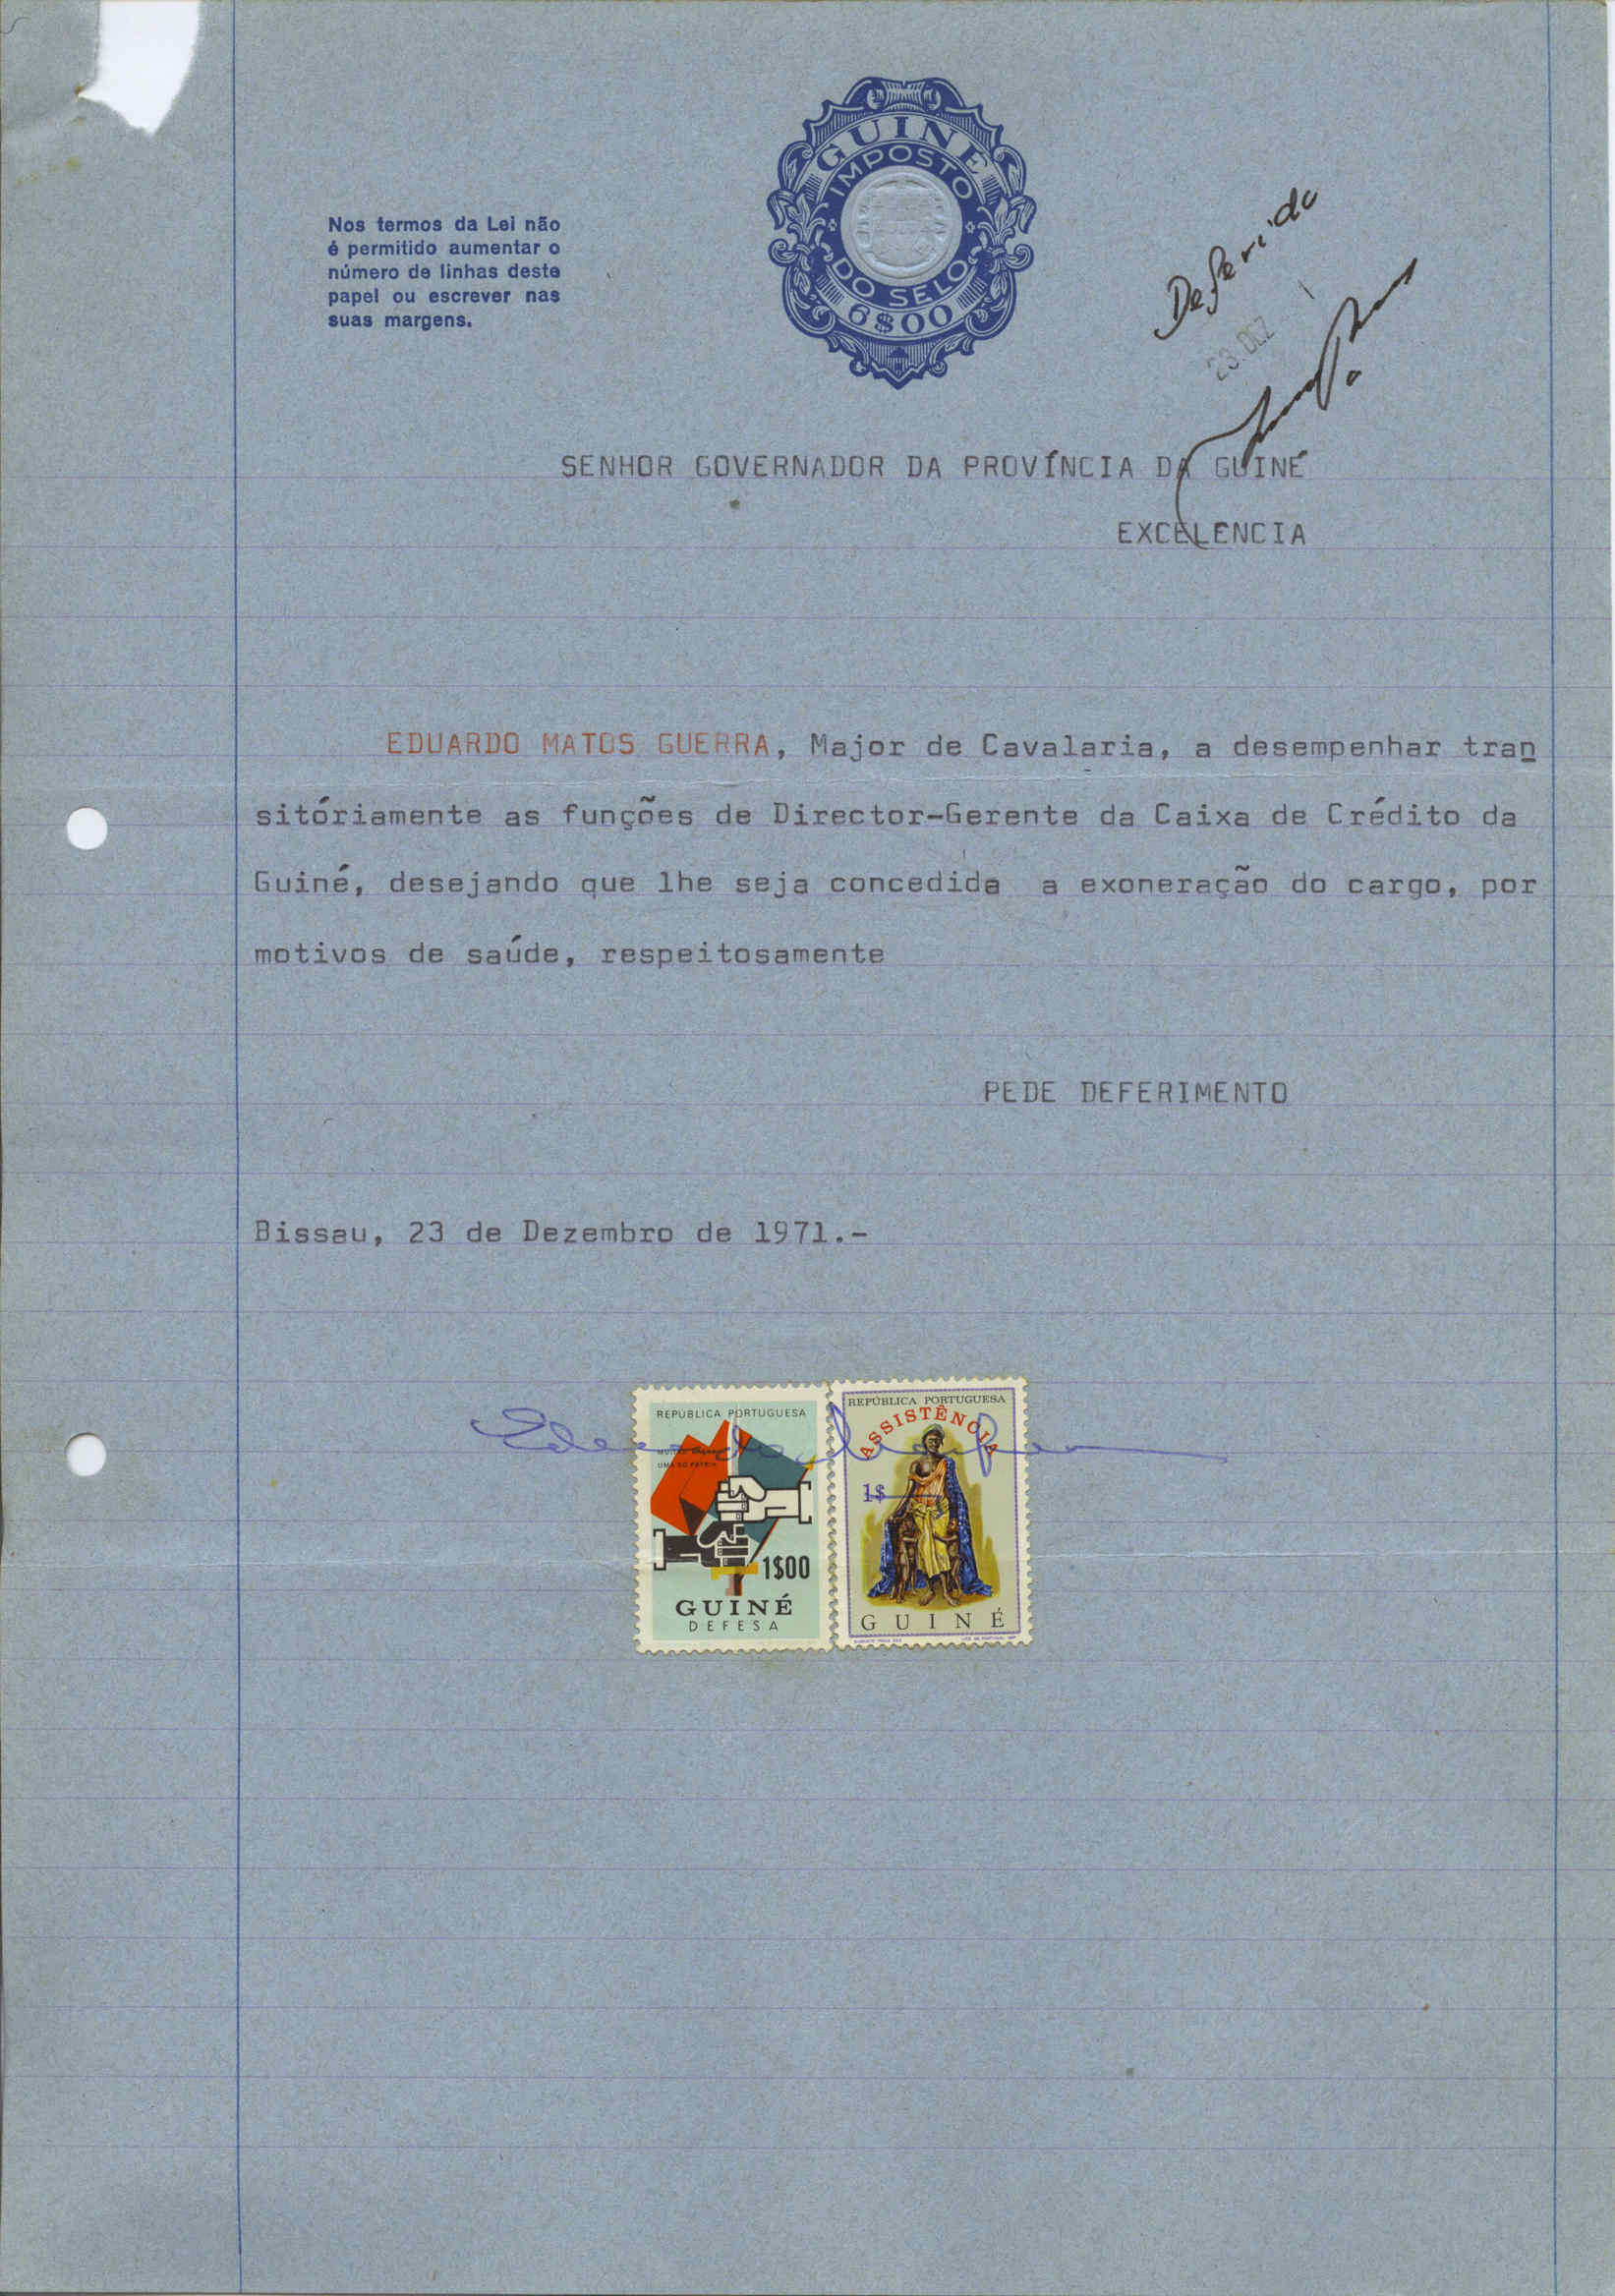 GUINÉ
IMPOSTO
DO SELO
6$00
Nos termos da Lei não
é permitido aumentar o
número de linhas deste
papel ou escrever nas
suas margens.
Deferido
23.DEZ
SENHOR GOVERNADOR DA PROVÍNCIA DA GUINÉ
EXCELENCIA
EDUARDO MATOS GUERRA, Major de Cavalaria, a desempenhar tran
sitóriamente as funções de Director-Gerente da Caixa de Crédito da
Guiné, desejando que lhe seja concedida a exoneração do cargo, por
motivos de saúde, respeitosamente
PEDE DEFERIMENTO
Bissau, 23 de Dezembro de 1971.-
REPÚBLICA PORTUGUESA
UMA SÓ PÁTRIA
1$00
GUINÉ
DEFESA
REPÚBLICA PORTUGUESA
ASSISTÊNCIA
1$
GUINÉ